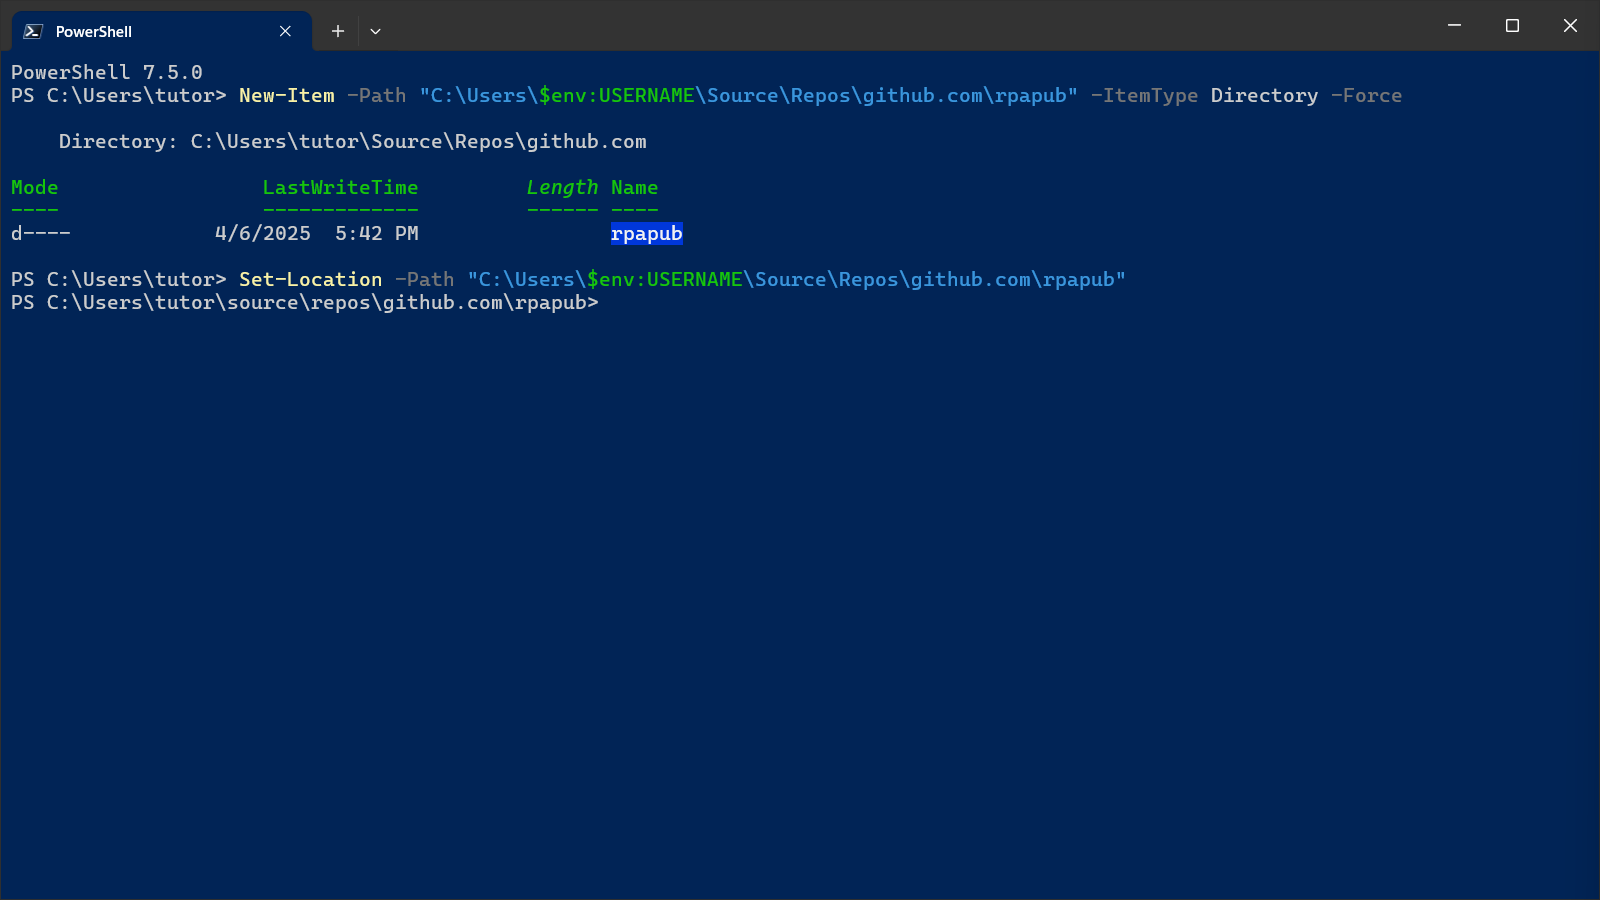 PowerShell
PowerShell 7.5.0
PS C:\Users\tutor> New-Item -Path "C:\Users\$env:USERNAME\Source\Repos\github.com\rpapub" -ItemType Directory -Force
    Directory: C:\Users\tutor\Source\Repos\github.com
Mode                 LastWriteTime         Length Name
----                 -------------         ------ ----
d----            4/6/2025  5:42 PM                rpapub
PS C:\Users\tutor> Set-Location -Path "C:\Users\$env:USERNAME\Source\Repos\github.com\rpapub"
PS C:\Users\tutor\source\repos\github.com\rpapub>